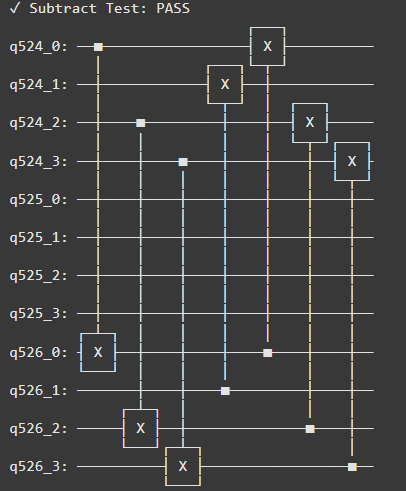 ✓ Subtract Test: PASS
q524_0: X
q524_1: X
q524_2: X
q524_3: X
q525_0:
q525_1:
q525_2:
q525_3:
q526_0: X
q526_1:
q526_2: X
q526_3: X